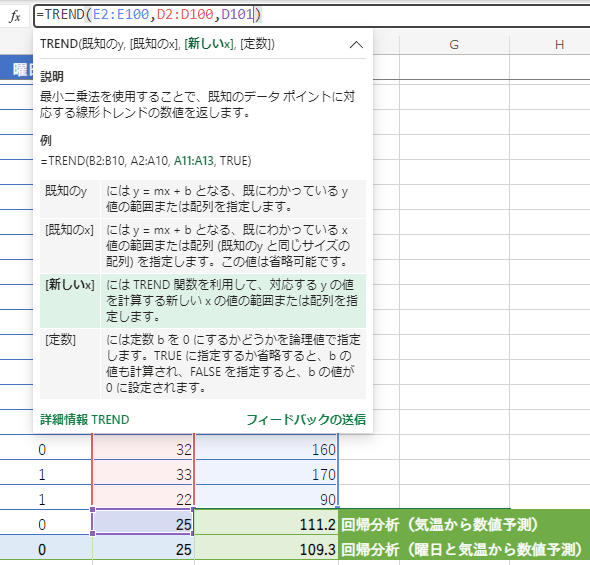 fx =TREND(E2:E100,D2:D100,D101)
TREND(既知のy, [既知のx], [新しいx], [定数])
G H
説明
最小二乗法を使用することで、既知のデータ ポイントに対
応する線形トレンドの数値を返します。
例
=TREND(B2:B10, A2:A10, A11:A13, TRUE)
既知のy には y = mx + b となる、既にわかっている y
値の範囲または配列を指定します。
[既知のx] には y = mx + b となる、既にわかっている x
値の範囲または配列 (既知のy と同じサイズの
配列) を指定します。この値は省略可能です。
[新しいx] には TREND 関数を利用して、対応する y の値
を計算する新しい x の値の範囲または配列を指
定します。
[定数] には定数 b を 0 にするかどうかを論理値で指定
します。TRUE に指定するか省略すると、b の
値も計算され、FALSE を指定すると、b の値が
0 に設定されます。
詳細情報 TREND フィードバックの送信
0 32 160
1 33 170
1 22 90
0 25 111.2 回帰分析（気温から数値予測）
0 25 109.3 回帰分析（曜日と気温から数値予測）